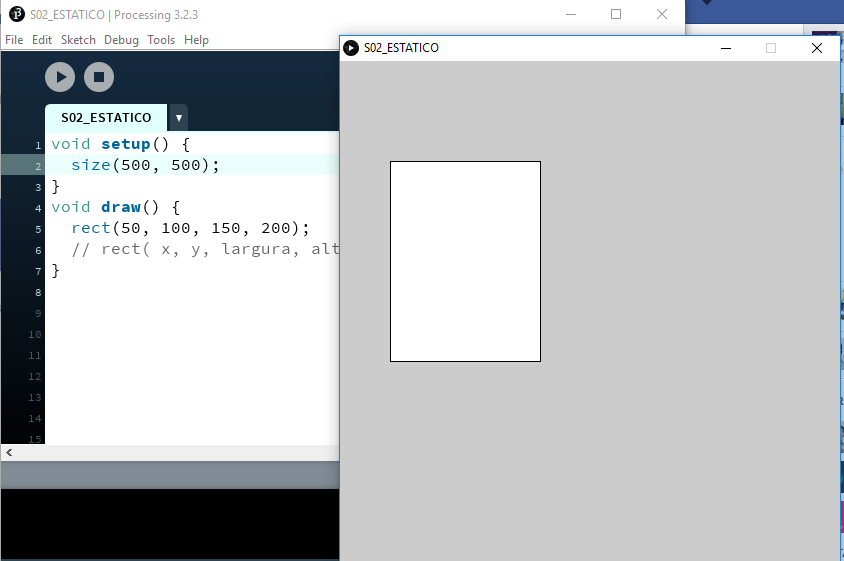 S02_ESTATICO | Processing 3.2.3
File Edit Sketch Debug Tools Help
S02_ESTATICO
S02_ESTATICO
1 void setup() {
2 size(500, 500);
3 }
4 void draw() {
5 rect(50, 100, 150, 200);
6 // rect( x, y, largura, alt
7 }
8
9
10
11
12
13
14
15